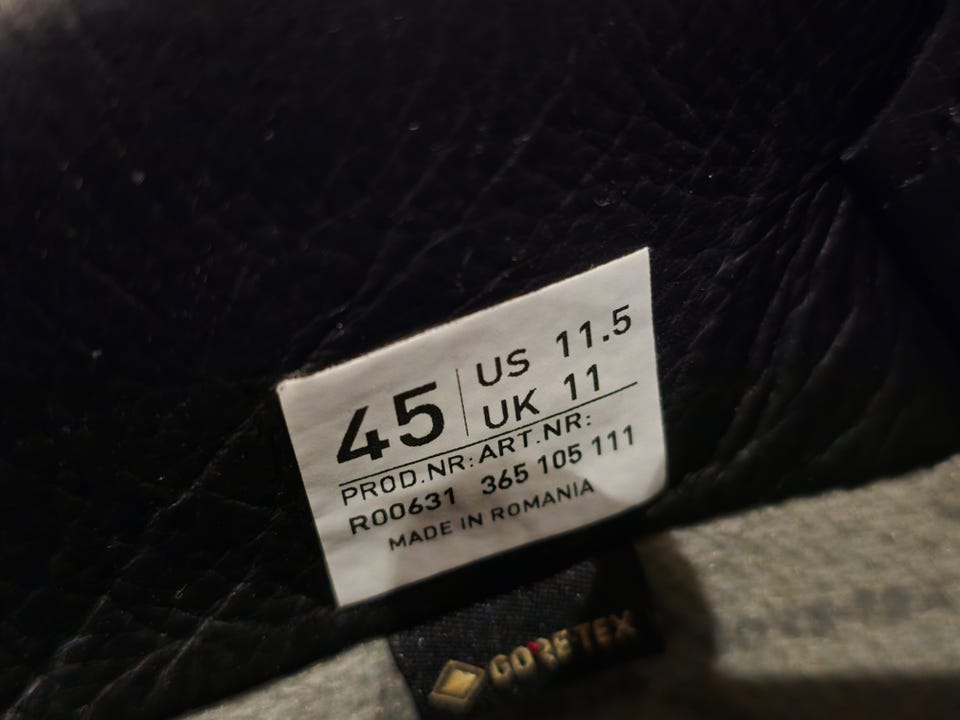 45
US 11.5
UK 11
PROD.NR: ART.NR:
R00631 365 105 111
MADE IN ROMANIA
GORE-TEX